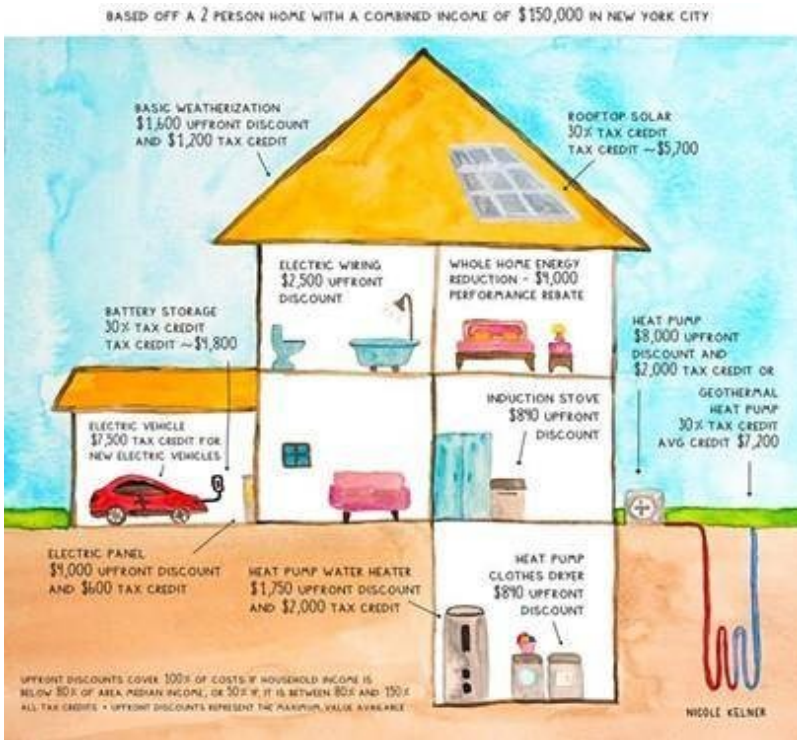 BASED OFF A 2 PERSON HOME WITH A COMBINED INCOME OF $150,000 IN NEW YORK CITY
BASIC WEATHERIZATION
$1,600 UPFRONT DISCOUNT
AND $1,200 TAX CREDIT
ROOFTOP SOLAR
30% TAX CREDIT
TAX CREDIT ~$5,700
ELECTRIC WIRING
$2,500 UPFRONT
DISCOUNT
WHOLE HOME ENERGY
REDUCTION - $4,000
PERFORMANCE REBATE
BATTERY STORAGE
30% TAX CREDIT
TAX CREDIT ~$4,800
HEAT PUMP
$8,000 UPFRONT
DISCOUNT AND
$2,000 TAX CREDIT OR
GEOTHERMAL
HEAT PUMP
30% TAX CREDIT
AVG CREDIT $7,200
ELECTRIC VEHICLE
$7,500 TAX CREDIT FOR
NEW ELECTRIC VEHICLES
INDUCTION STOVE
$840 UPFRONT
DISCOUNT
ELECTRIC PANEL
$4,000 UPFRONT DISCOUNT
AND $600 TAX CREDIT
HEAT PUMP WATER HEATER
$1,750 UPFRONT DISCOUNT
AND $2,000 TAX CREDIT
HEAT PUMP
CLOTHES DRYER
$840 UPFRONT
DISCOUNT
UPFRONT DISCOUNTS COVER 100% OF COSTS IF HOUSEHOLD INCOME IS
BELOW 80% OF AREA MEDIAN INCOME, OR 50% IF IT IS BETWEEN 80% AND 150%
ALL TAX CREDITS + UPFRONT DISCOUNTS REPRESENT THE MAXIMUM VALUE AVAILABLE
NICOLE KELNER